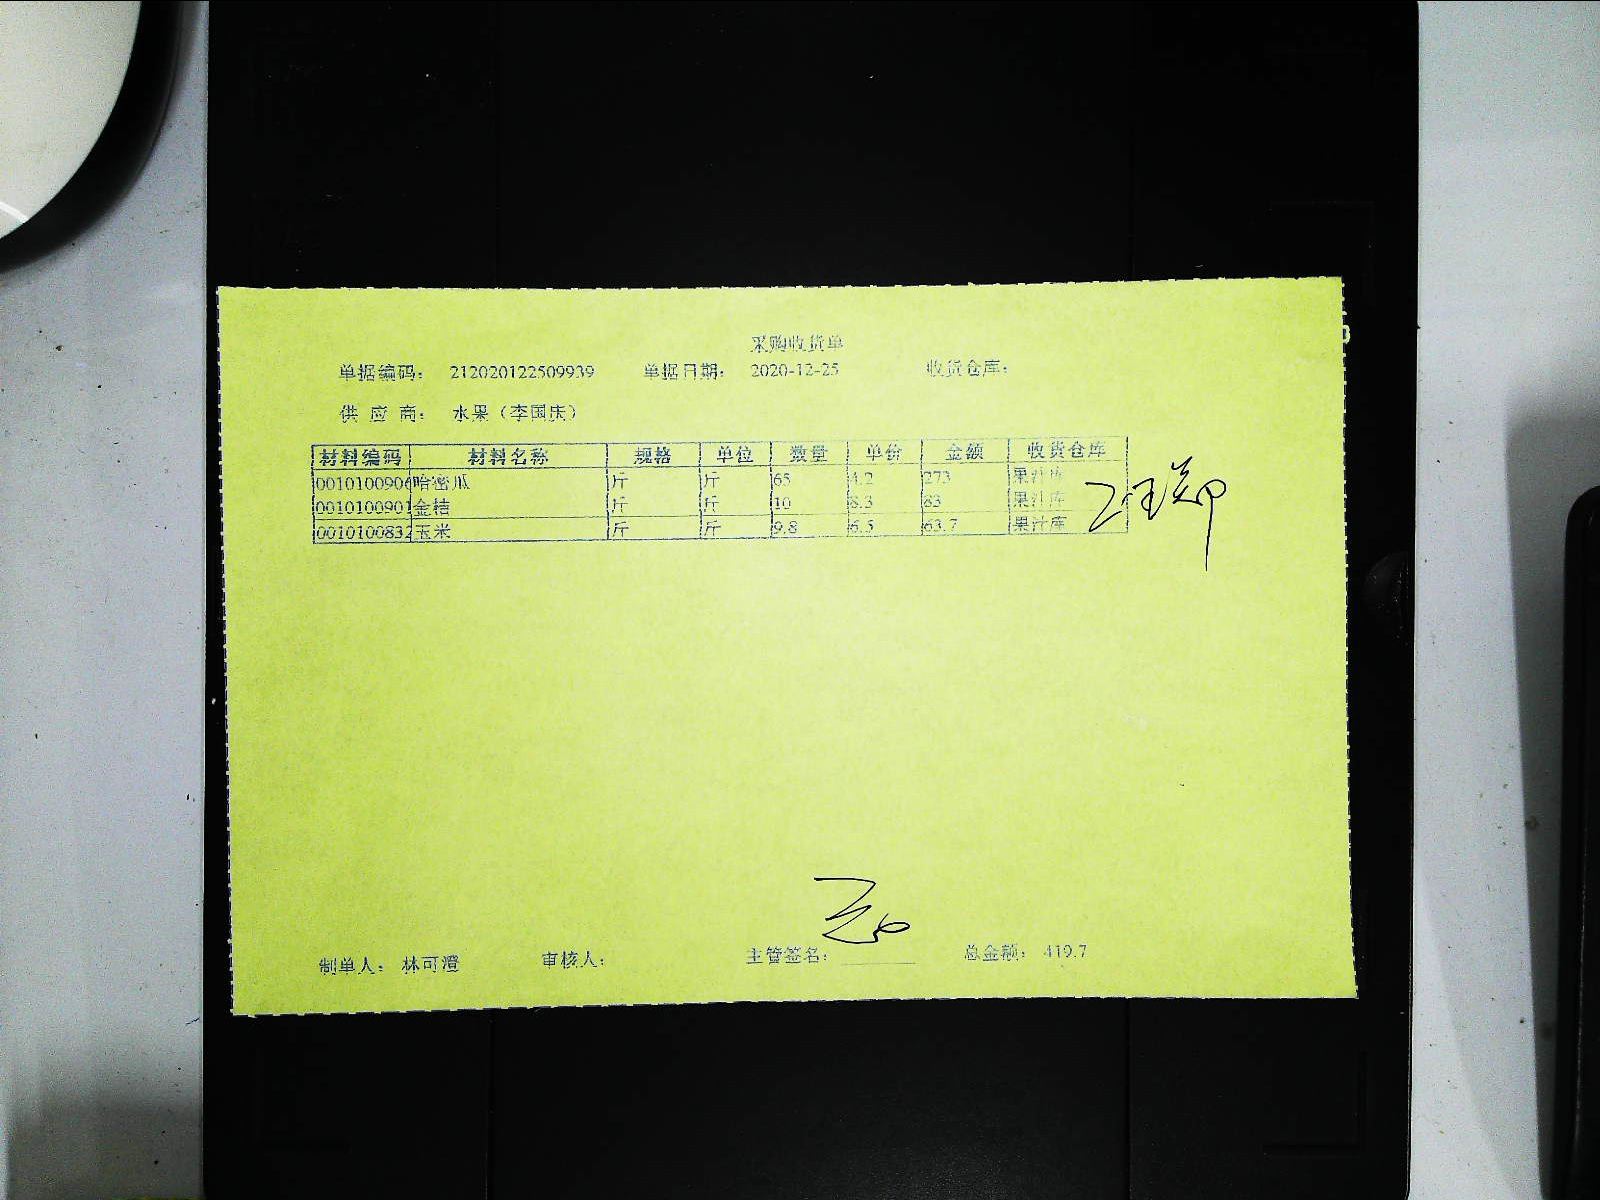 采购收货单
单据编码： 212020122509939 单据日期： 2020-12-25 收货仓库：
供 应 商： 水果（李国庆）
材料编码 材料名称 规格 单位 数量 单价 金额 收货仓库
0010100906 哈密瓜 斤 斤 65 4.2 273 果汁库
0010100901 金桔 斤 斤 10 8.3 83 果汁库
0010100832 玉米 斤 斤 9.8 6.5 63.7 果汁库
制单人： 林可澄 审核人： 主管签名： 总金额： 419.7